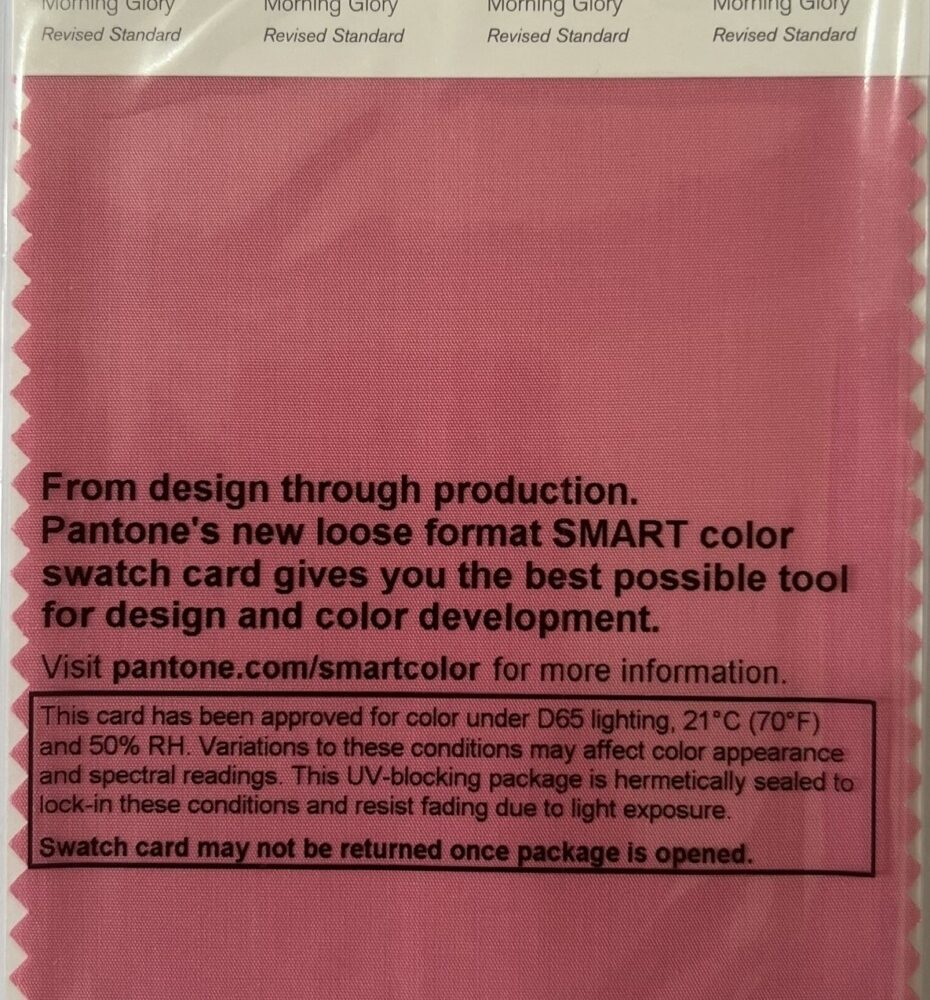 Morning Glory Morning Glory Morning Glory Morning Glory
Revised Standard Revised Standard Revised Standard Revised Standard
From design through production.
Pantone's new loose format SMART color
swatch card gives you the best possible tool
for design and color development.
Visit pantone.com/smartcolor for more information.
This card has been approved for color under D65 lighting, 21°C (70°F)
and 50% RH. Variations to these conditions may affect color appearance
and spectral readings. This UV-blocking package is hermetically sealed to
lock-in these conditions and resist fading due to light exposure.
Swatch card may not be returned once package is opened.